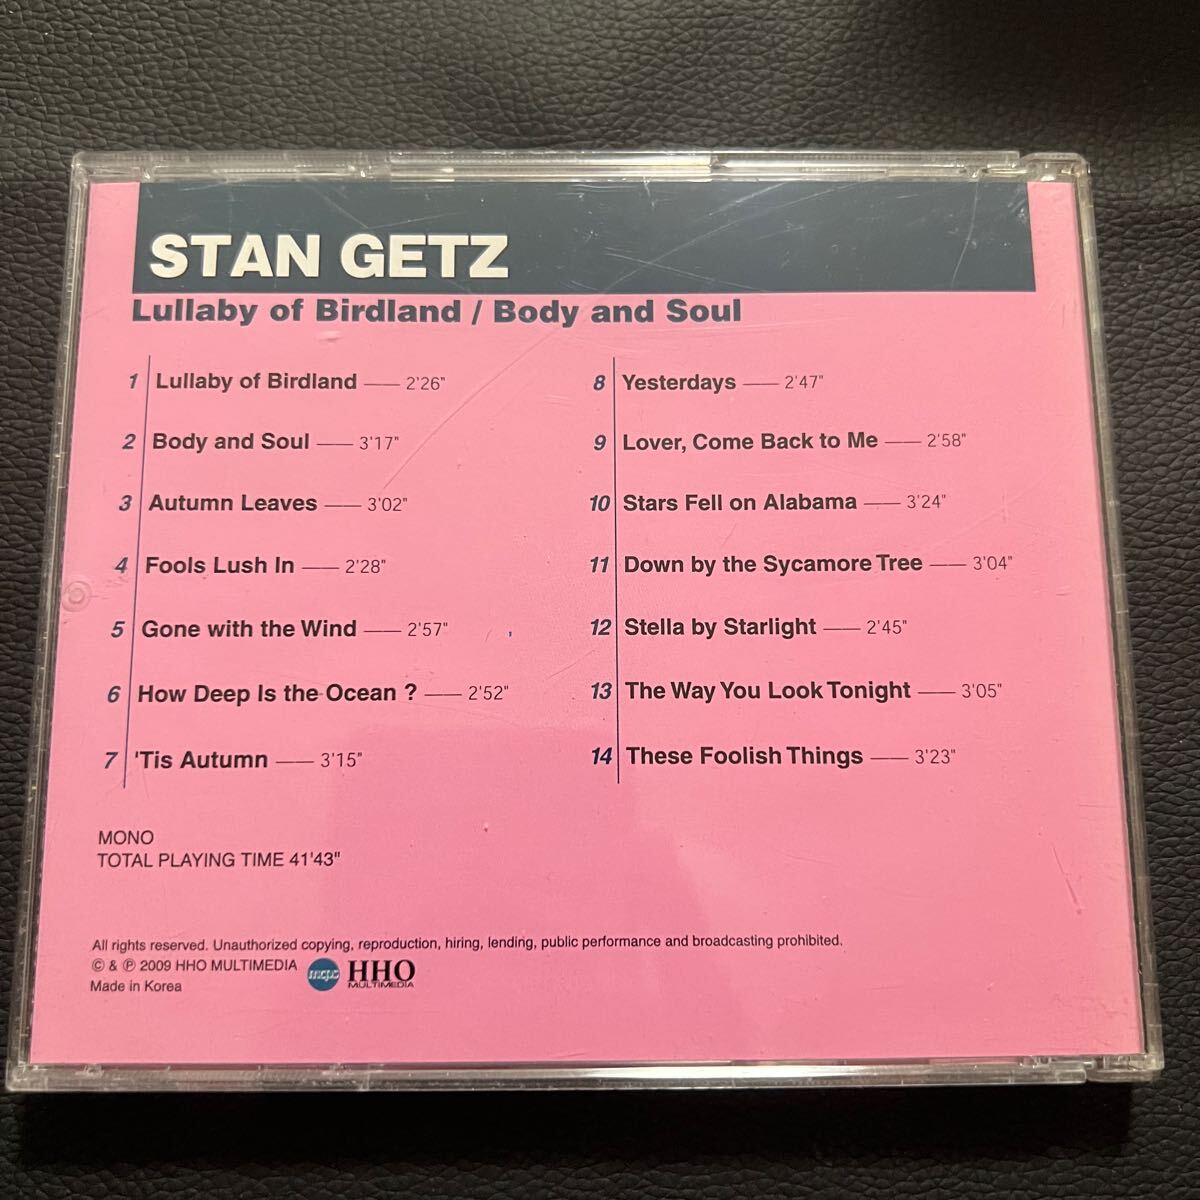 STAN GETZ
Lullaby of Birdland / Body and Soul
1 Lullaby of Birdland —— 2'26"
2 Body and Soul —— 3'17"
3 Autumn Leaves —— 3'02"
4 Fools Lush In —— 2'28"
5 Gone with the Wind —— 2'57"
6 How Deep Is the Ocean ? —— 2'52"
7 'Tis Autumn —— 3'15"
8 Yesterdays —— 2'47"
9 Lover, Come Back to Me —— 2'58"
10 Stars Fell on Alabama —— 3'24"
11 Down by the Sycamore Tree —— 3'04"
12 Stella by Starlight —— 2'45"
13 The Way You Look Tonight —— 3'05"
14 These Foolish Things —— 3'23"
MONO
TOTAL PLAYING TIME 41'43"
All rights reserved. Unauthorized copying, reproduction, hiring, lending, public performance and broadcasting prohibited.
© & ℗ 2009 HHO MULTIMEDIA mcps HHO
MULTIMEDIA
Made in Korea